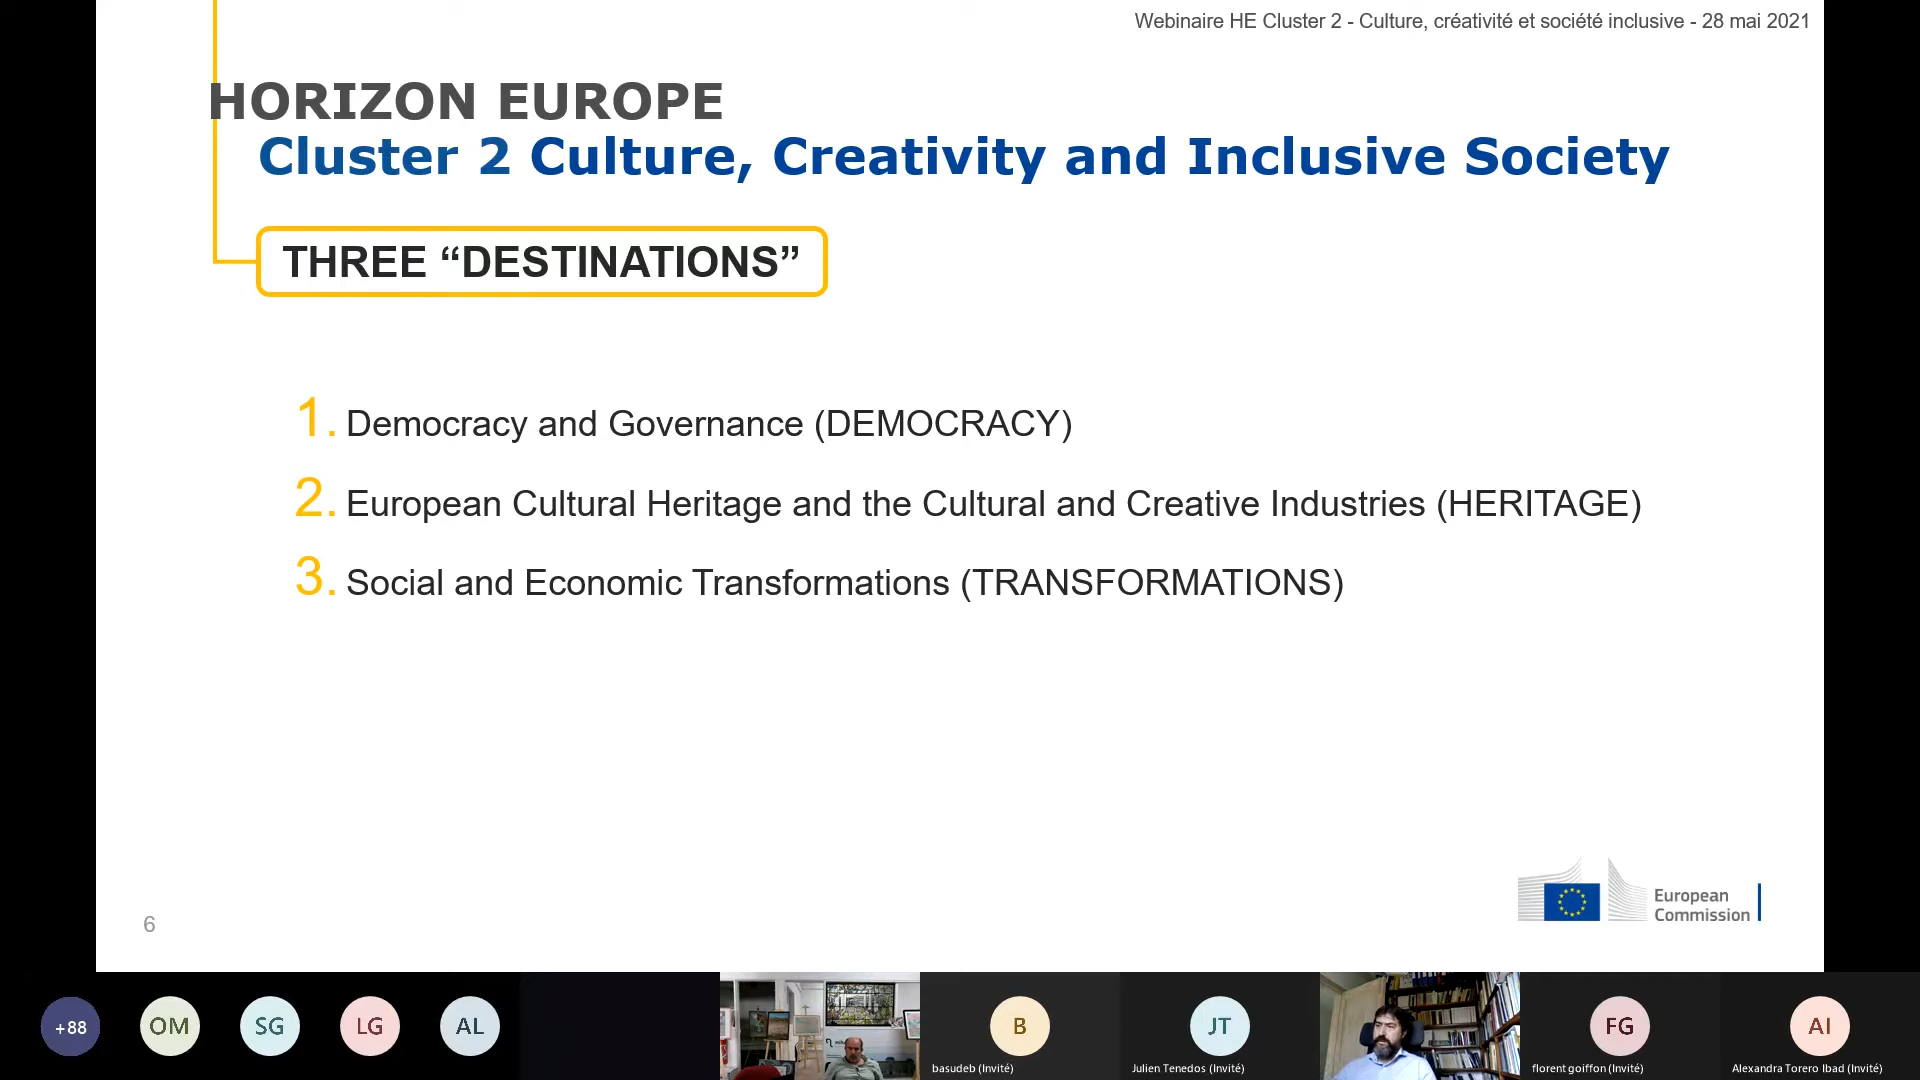 Webinaire HE Cluster 2 - Culture, créativité et société inclusive - 28 mai 2021
HORIZON EUROPE
Cluster 2 Culture, Creativity and Inclusive Society
THREE “DESTINATIONS”
1. Democracy and Governance (DEMOCRACY)
2. European Cultural Heritage and the Cultural and Creative Industries (HERITAGE)
3. Social and Economic Transformations (TRANSFORMATIONS)
European
Commission
6
+88
OM
SG
LG
AL
B
JT
FG
AI
basudeb (Invité)
Julien Tenedos (Invité)
florent goiffon (Invité)
Alexandra Torero Ibad (Invité)